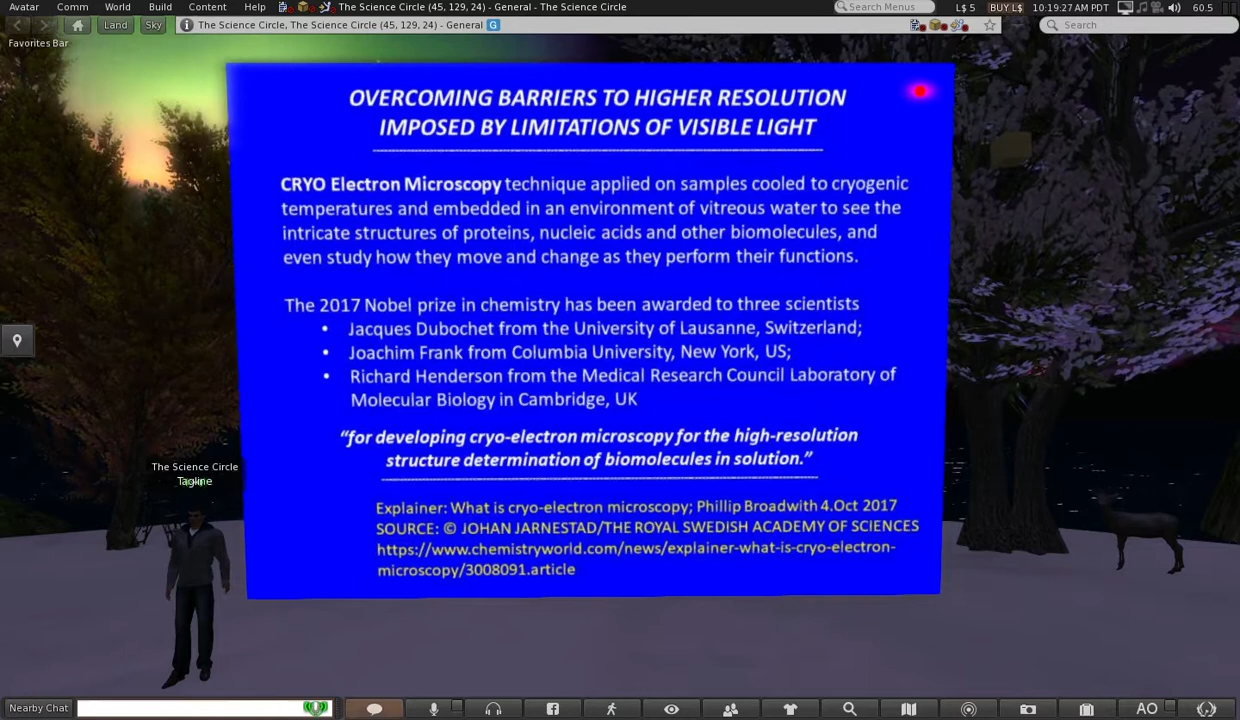 Avatar Comm World Build Content Help The Science Circle, The Science Circle (45, 129, 24) - General - The Science Circle Search Menus L$ 5 BUY L$ 10:19:27 AM PDT 60.5
Land Sky The Science Circle, The Science Circle (45, 129, 24) - General G Search
Favorites Bar
OVERCOMING BARRIERS TO HIGHER RESOLUTION
IMPOSED BY LIMITATIONS OF VISIBLE LIGHT
CRYO Electron Microscopy technique applied on samples cooled to cryogenic
temperatures and embedded in an environment of vitreous water to see the
intricate structures of proteins, nucleic acids and other biomolecules, and
even study how they move and change as they perform their functions.
The 2017 Nobel prize in chemistry has been awarded to three scientists
• Jacques Dubochet from the University of Lausanne, Switzerland;
• Joachim Frank from Columbia University, New York, US;
• Richard Henderson from the Medical Research Council Laboratory of
Molecular Biology in Cambridge, UK
“for developing cryo-electron microscopy for the high-resolution
structure determination of biomolecules in solution.”
The Science Circle
Tagline
Explainer: What is cryo-electron microscopy; Phillip Broadwith 4.Oct 2017
SOURCE: © JOHAN JARNESTAD/THE ROYAL SWEDISH ACADEMY OF SCIENCES
https://www.chemistryworld.com/news/explainer-what-is-cryo-electron-
microscopy/3008091.article
Nearby Chat AO